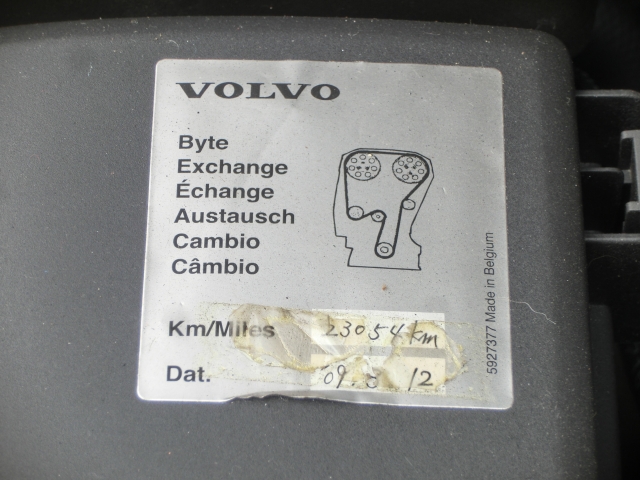 VOLVO
Byte
Exchange
Échange
Austausch
Cambio
Câmbio
Km/Miles 23054km
Dat. '09. 12
5927377 Made in Belgium